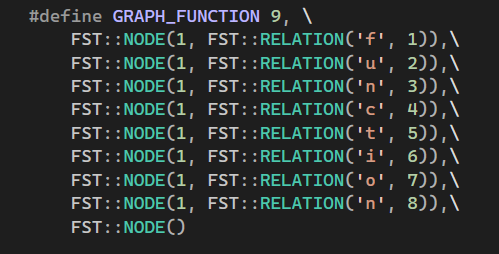 #define GRAPH_FUNCTION 9, \
FST::NODE(1, FST::RELATION('f', 1)),\
FST::NODE(1, FST::RELATION('u', 2)),\
FST::NODE(1, FST::RELATION('n', 3)),\
FST::NODE(1, FST::RELATION('c', 4)),\
FST::NODE(1, FST::RELATION('t', 5)),\
FST::NODE(1, FST::RELATION('i', 6)),\
FST::NODE(1, FST::RELATION('o', 7)),\
FST::NODE(1, FST::RELATION('n', 8)),\
FST::NODE()